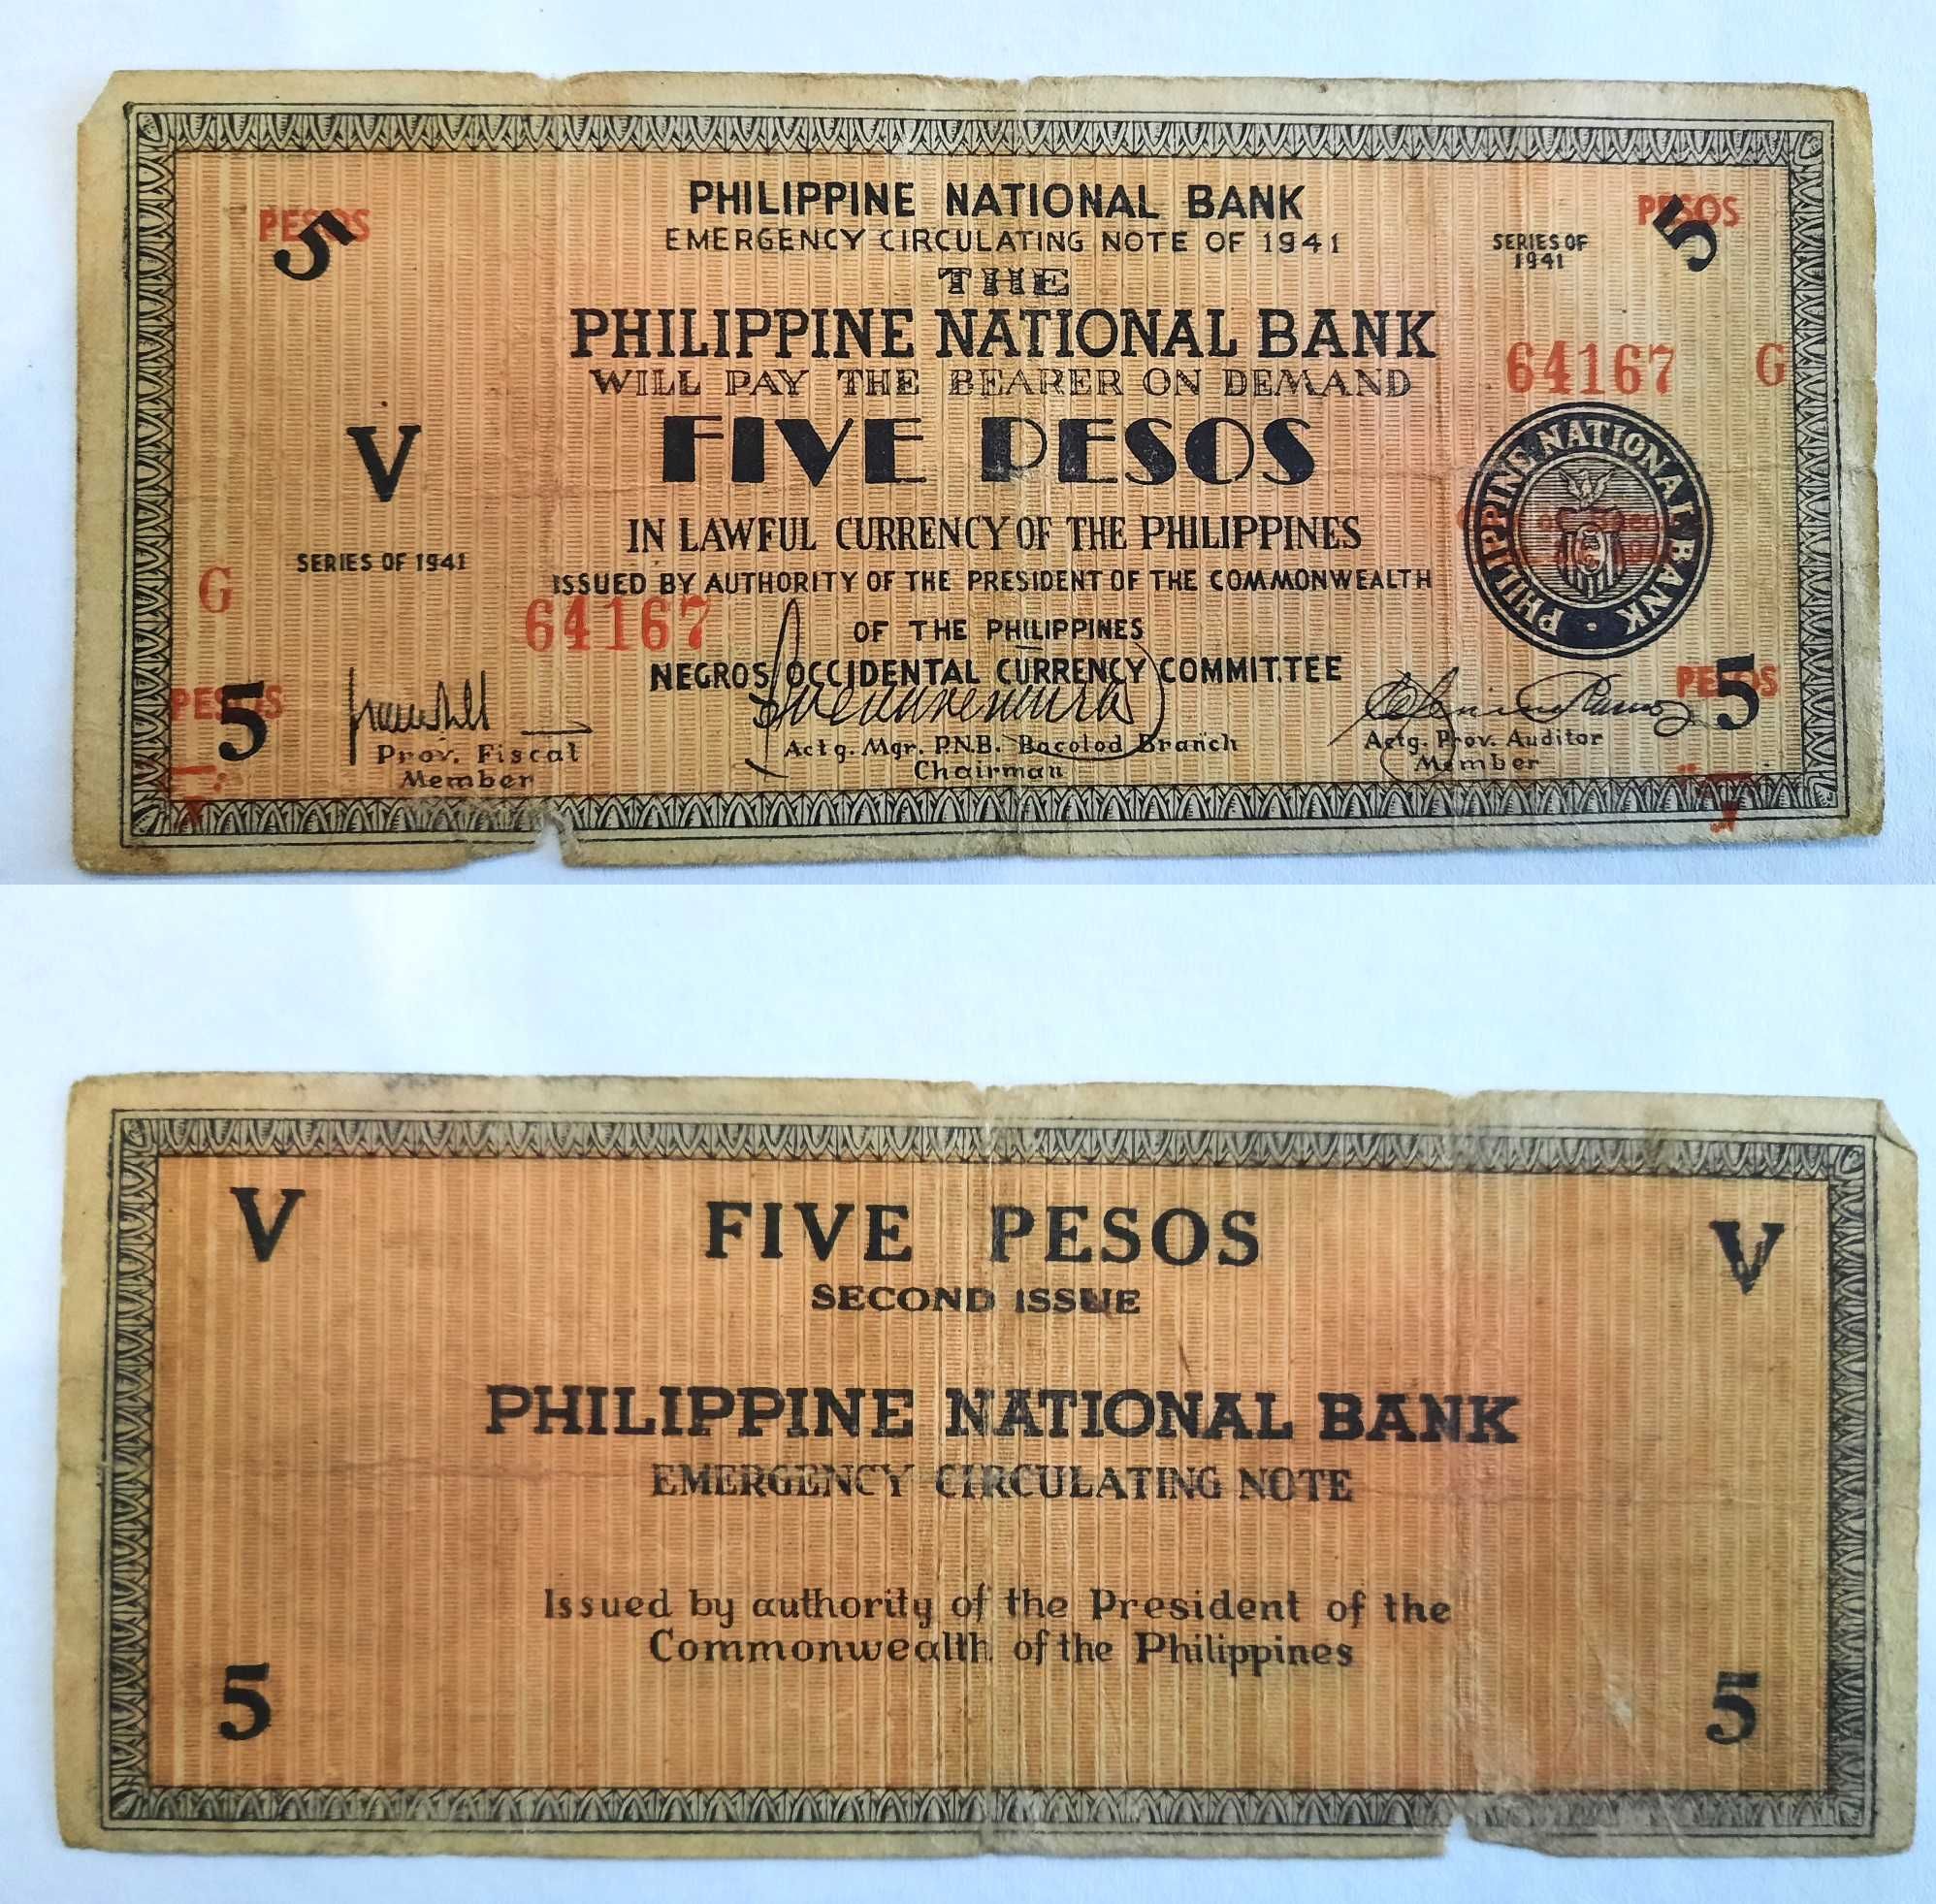 PHILIPPINE NATIONAL BANK
EMERGENCY CIRCULATING NOTE OF 1941
PESOS
5
PESOS
5
SERIES OF
1941
THE
PHILIPPINE NATIONAL BANK
WILL PAY THE BEARER ON DEMAND
64167 G
FIVE PESOS
V
IN LAWFUL CURRENCY OF THE PHILIPPINES
PHILIPPINE NATIONAL BANK
SERIES OF 1941
ISSUED BY AUTHORITY OF THE PRESIDENT OF THE COMMONWEALTH
G
64167
OF THE PHILIPPINES
NEGROS OCCIDENTAL CURRENCY COMMITTEE
PESOS
5
PESOS
5
Prov. Fiscal
Member
Actg. Mgr. P.N.B. Bacolod Branch
Chairman
Actg. Prov. Auditor
Member
V
FIVE PESOS
V
SECOND ISSUE
PHILIPPINE NATIONAL BANK
EMERGENCY CIRCULATING NOTE
Issued by authority of the President of the
Commonwealth of the Philippines
5
5